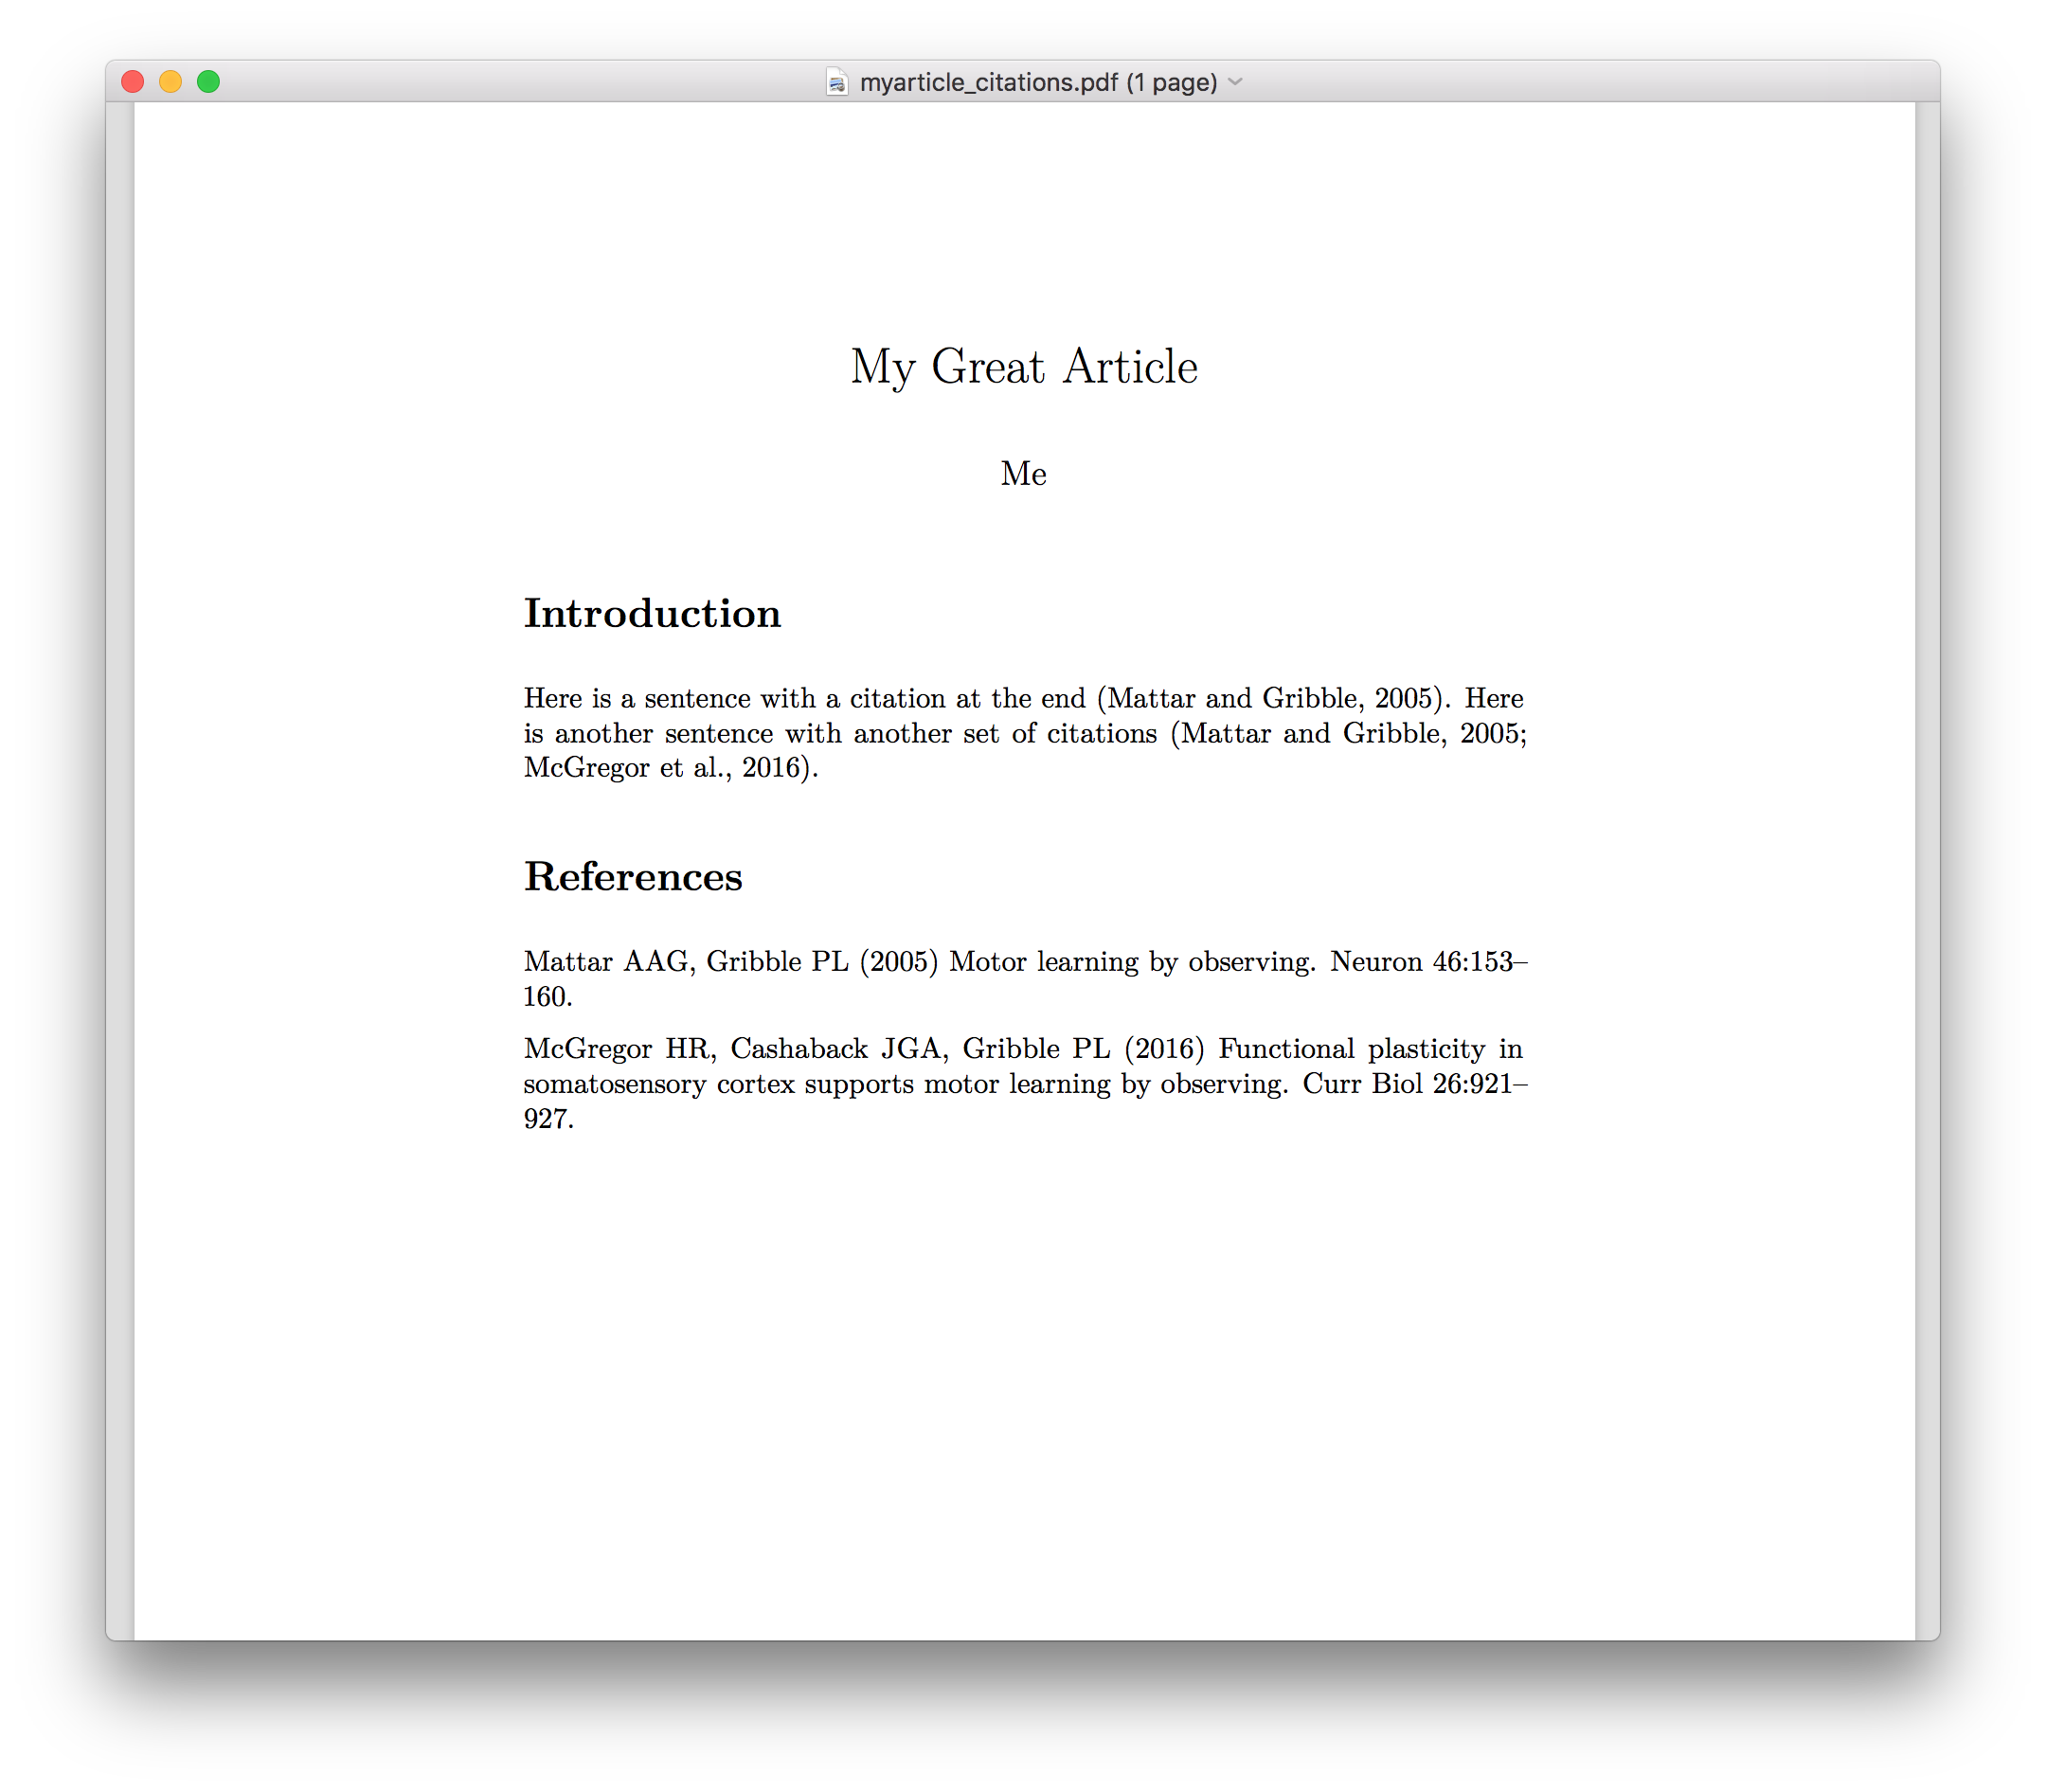 myarticle_citations.pdf (1 page)
My Great Article
Me
Introduction
Here is a sentence with a citation at the end (Mattar and Gribble, 2005). Here
is another sentence with another set of citations (Mattar and Gribble, 2005;
McGregor et al., 2016).
References
Mattar AAG, Gribble PL (2005) Motor learning by observing. Neuron 46:153–
160.
McGregor HR, Cashaback JGA, Gribble PL (2016) Functional plasticity in
somatosensory cortex supports motor learning by observing. Curr Biol 26:921–
927.